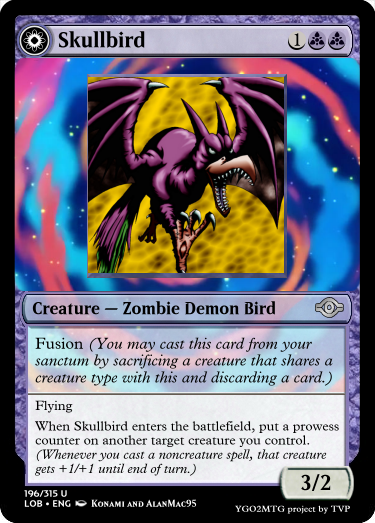 Skullbird
1
Creature — Zombie Demon Bird
Fusion (You may cast this card from your
sanctum by sacrificing a creature that shares a
creature type with this and discarding a card.)
Flying
When Skullbird enters the battlefield, put a prowess
counter on another target creature you control.
(Whenever you cast a noncreature spell, that creature
gets +1/+1 until end of turn.)
3/2
196/315 U
LOB • ENG Konami and AlanMac95
YGO2MTG project by TVP